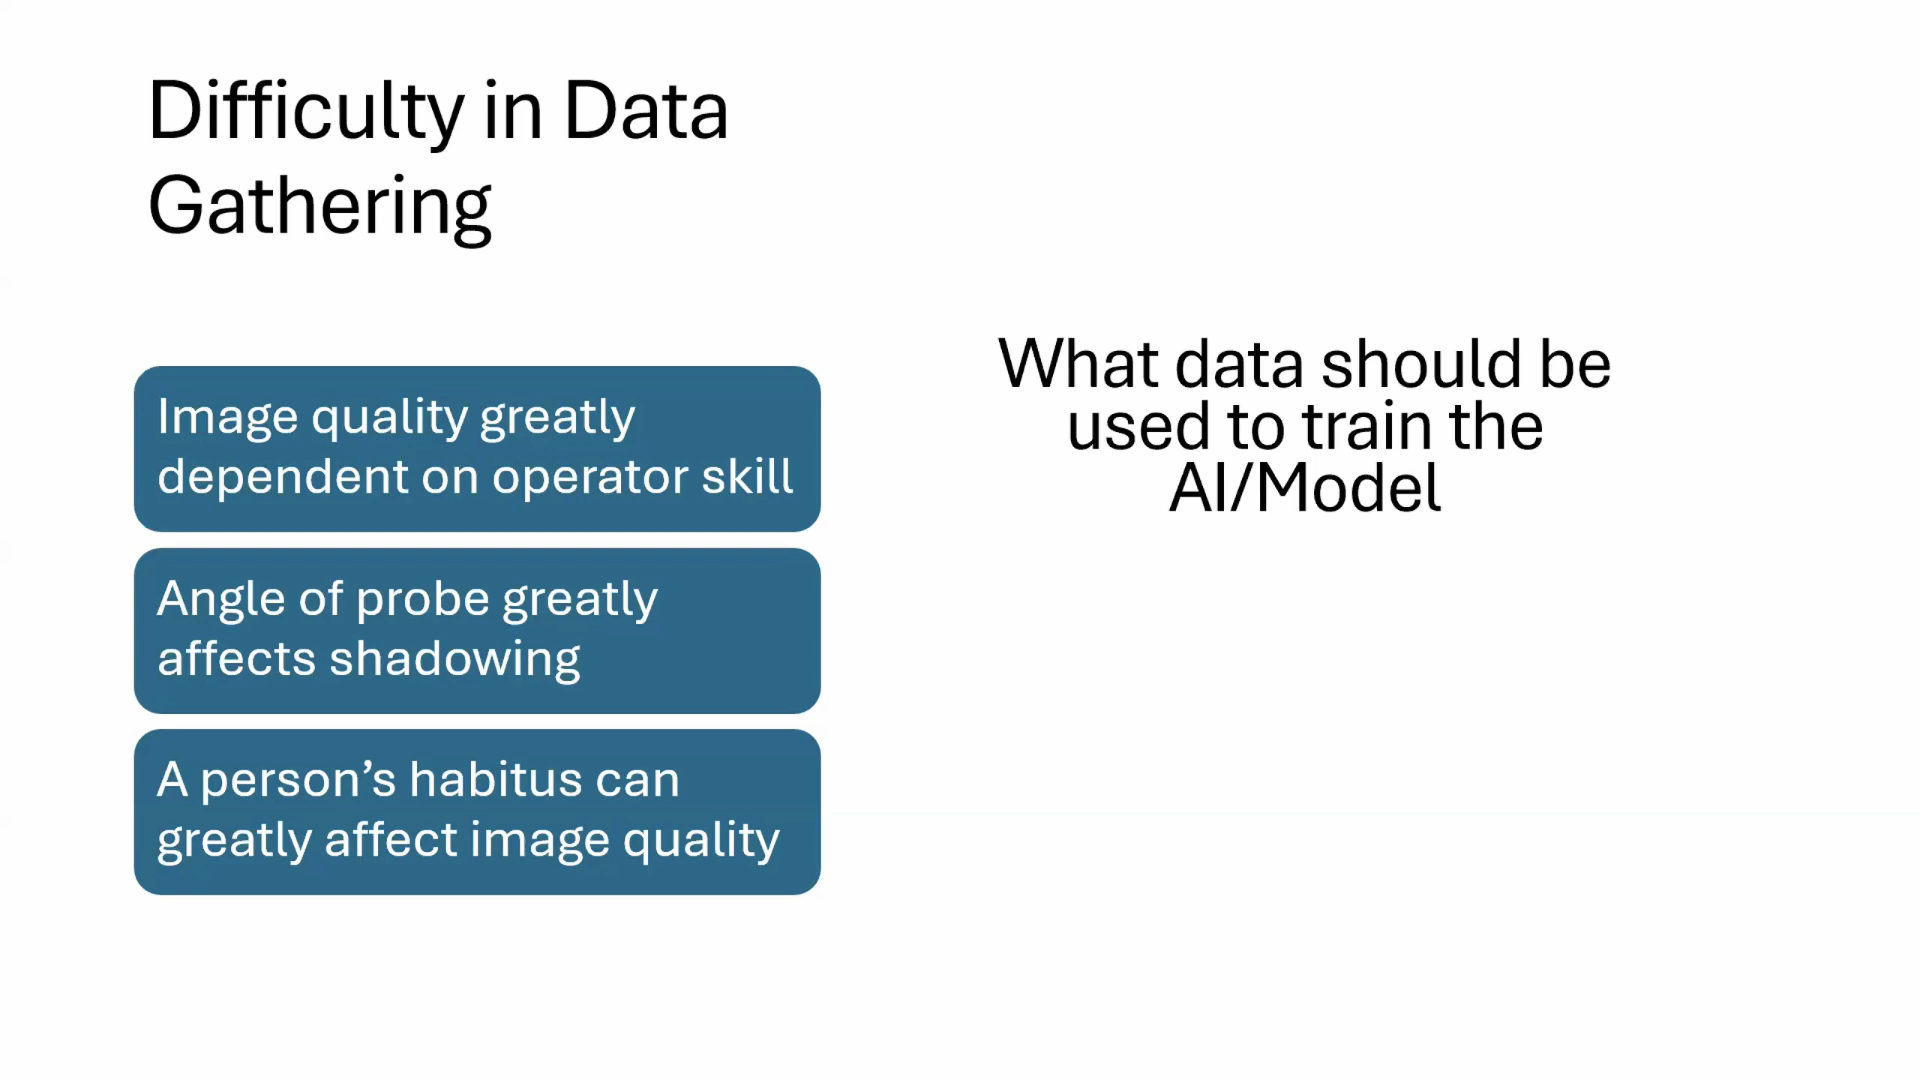 Difficulty in Data
Gathering
Image quality greatly
dependent on operator skill
Angle of probe greatly
affects shadowing
A person’s habitus can
greatly affect image quality
What data should be
used to train the
AI/Model